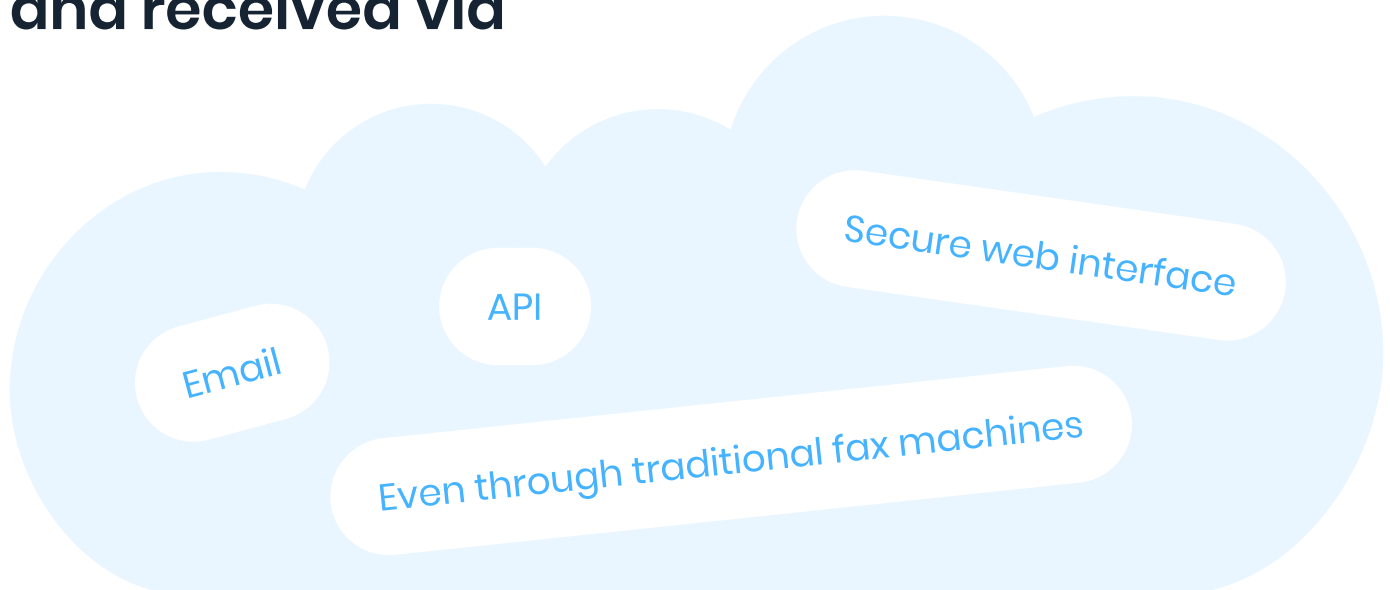 and received via
Secure web interface
API
Email
Even through traditional fax machines